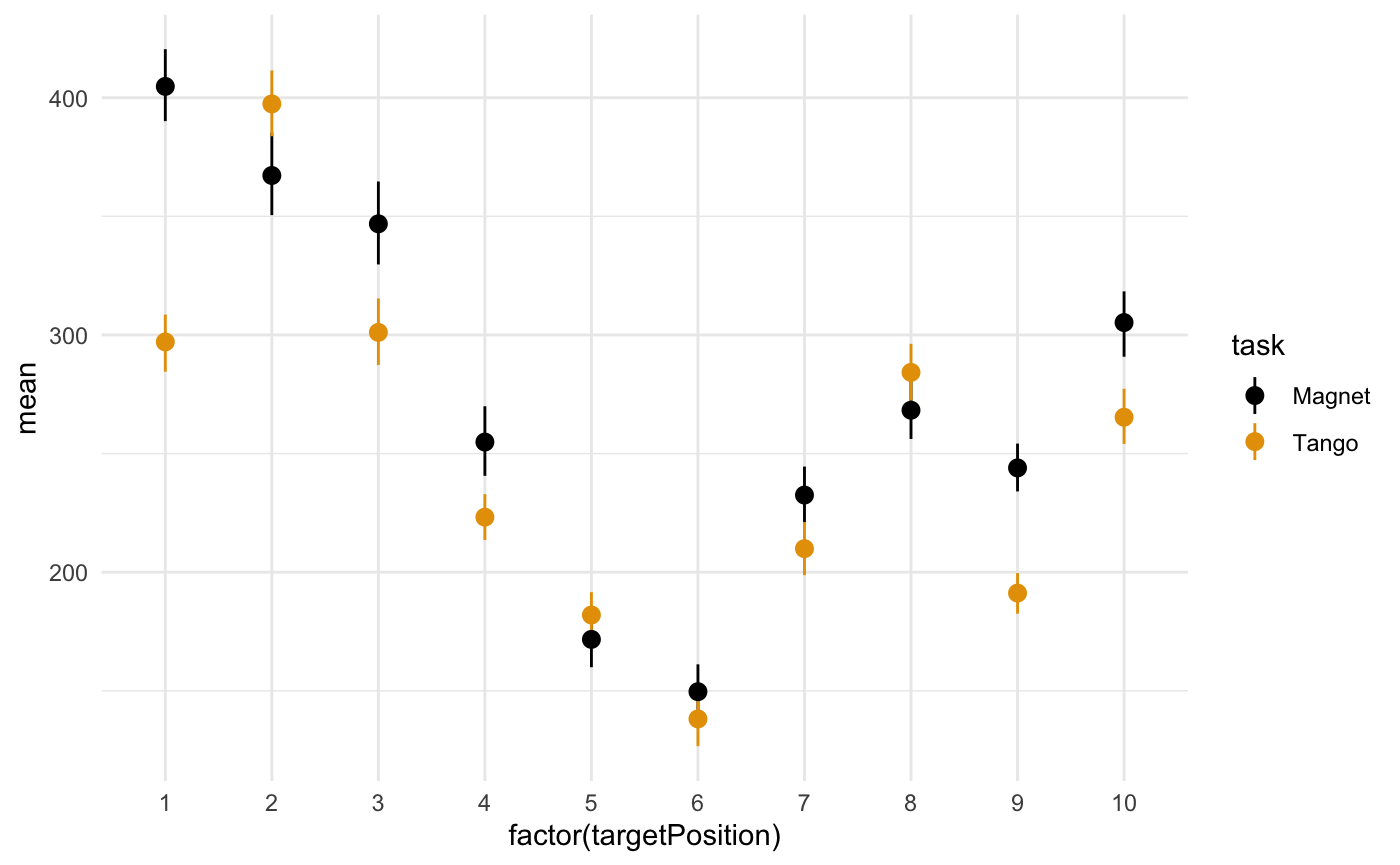 mean
400
300
200
1 2 3 4 5 6 7 8 9 10
factor(targetPosition)
task
Magnet
Tango